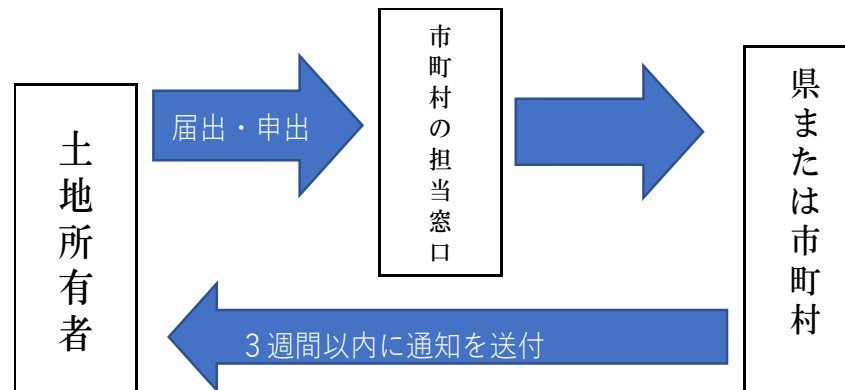 土地所有者
届出・申出
市町村の担当窓口
県または市町村
３週間以内に通知を送付